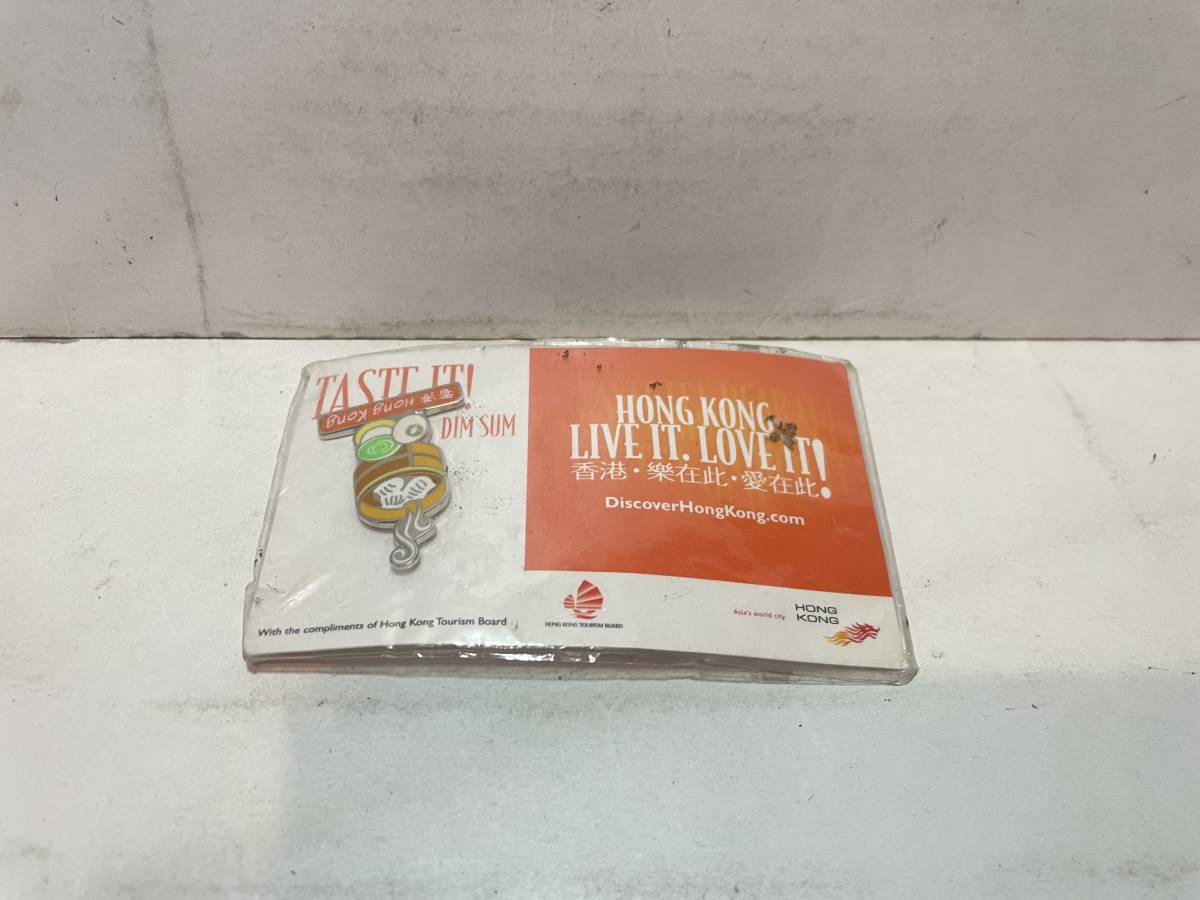 TASTE IT!
香港 Hong Kong
DIM SUM
HONG KONG
LIVE IT. LOVE IT!
香港・樂在此・愛在此!
DiscoverHongKong.com
With the compliments of Hong Kong Tourism Board
HONG KONG TOURISM BOARD
Asia's world city
HONG
KONG